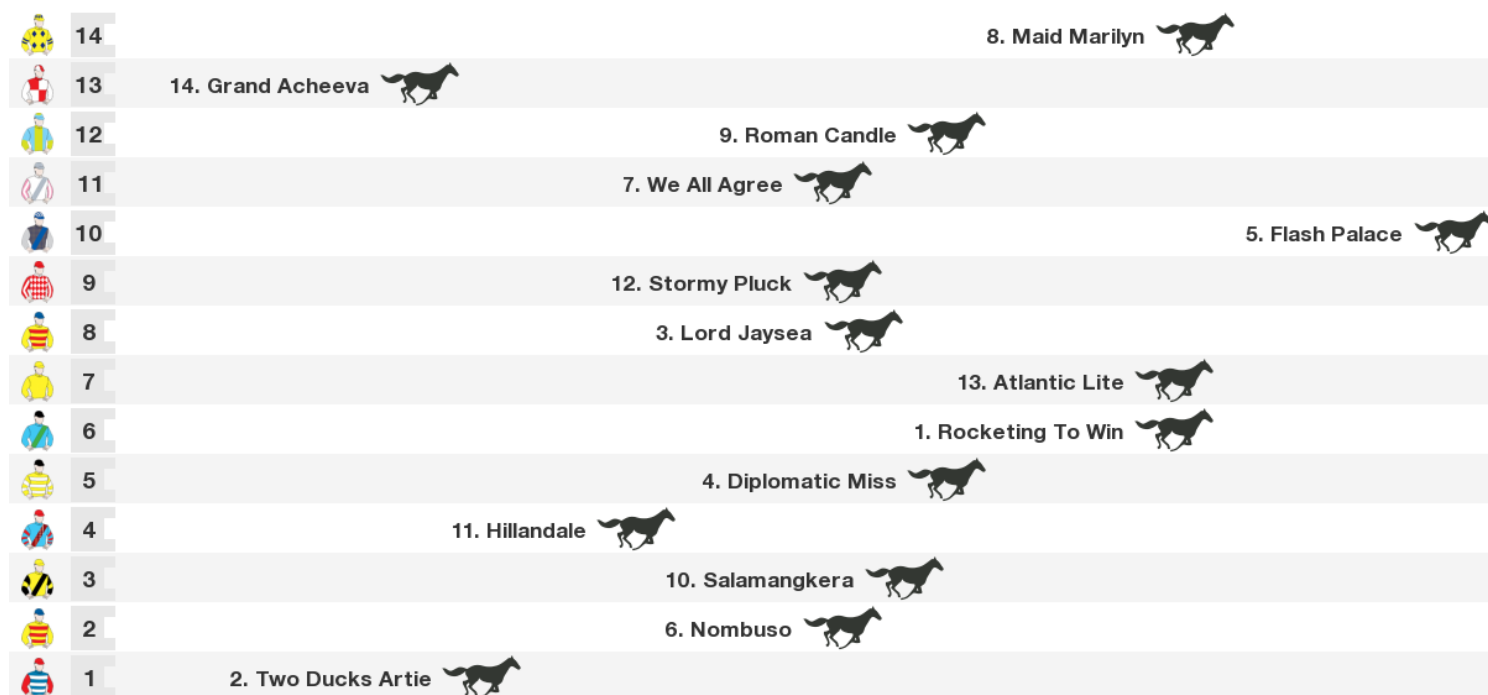 14 8. Maid Marilyn
13 14. Grand Acheeva
12 9. Roman Candle
11 7. We All Agree
10 5. Flash Palace
9 12. Stormy Pluck
8 3. Lord Jaysea
7 13. Atlantic Lite
6 1. Rocketing To Win
5 4. Diplomatic Miss
4 11. Hillandale
3 10. Salamangkera
2 6. Nombuso
1 2. Two Ducks Artie